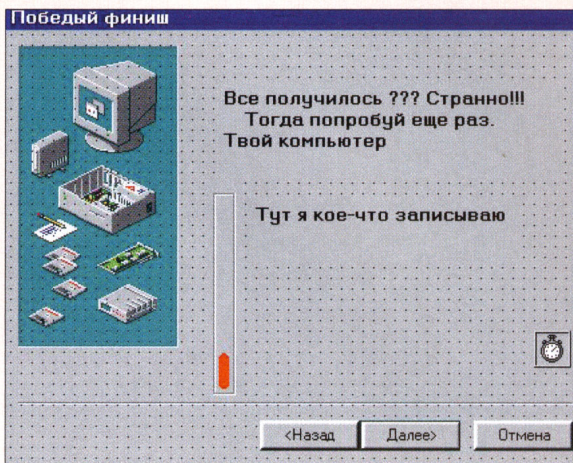 Победый финиш
Все получилось ??? Странно!!!
Тогда попробуй еще раз.
Твой компьютер
Тут я кое-что записываю
<Назад
Далее>
Отмена